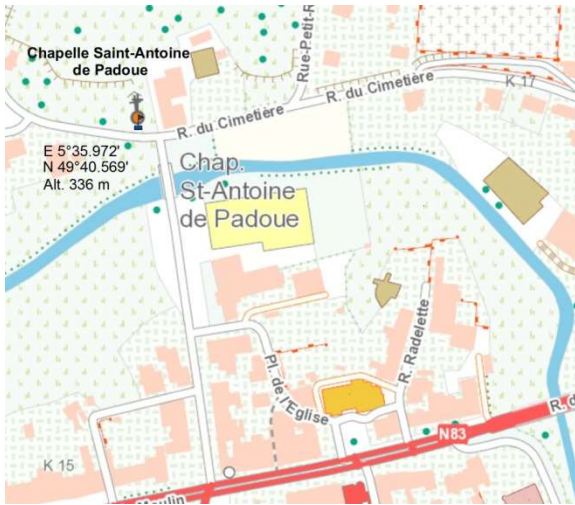 Chapelle Saint-Antoine
de Padoue
Rue-Petit-R
R. du Cimetière
R. du Cimetière
K 17
E 5°35.972'
N 49°40.569'
Alt. 336 m
Chap.
St-Antoine
de Padoue
R. Radelette
Pl. de l'Eglise
R. d
N83
K 15
Moulin